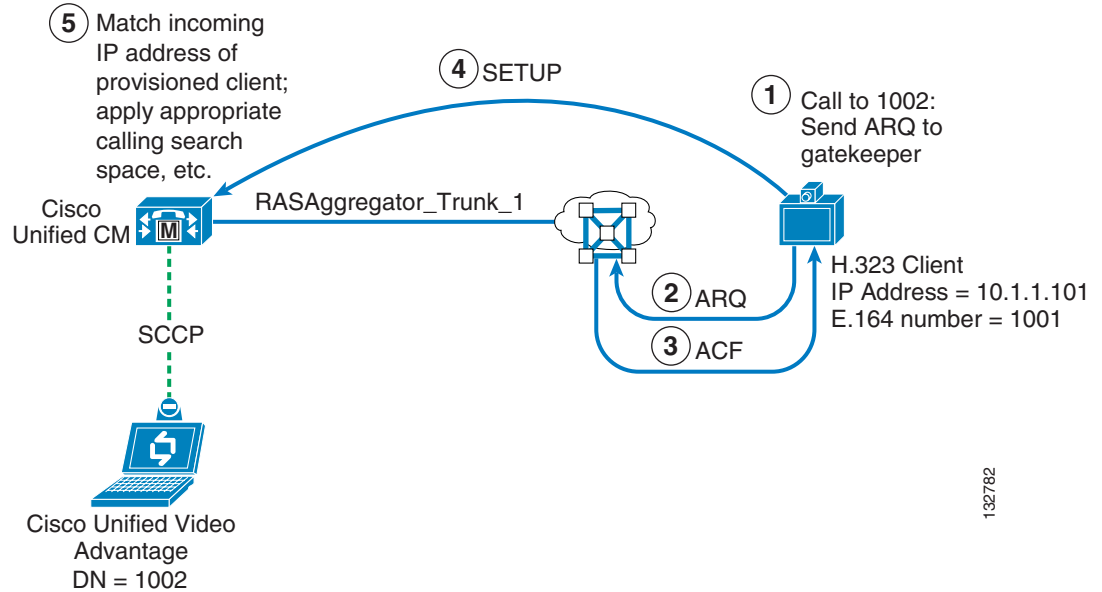 5 Match incoming
IP address of
provisioned client;
apply appropriate
calling search
space, etc.
4 SETUP
1 Call to 1002:
Send ARQ to
gatekeeper
RASAggregator_Trunk_1
Cisco
Unified CM
M
2 ARQ
3 ACF
H.323 Client
IP Address = 10.1.1.101
E.164 number = 1001
SCCP
Cisco Unified Video
Advantage
DN = 1002
132782